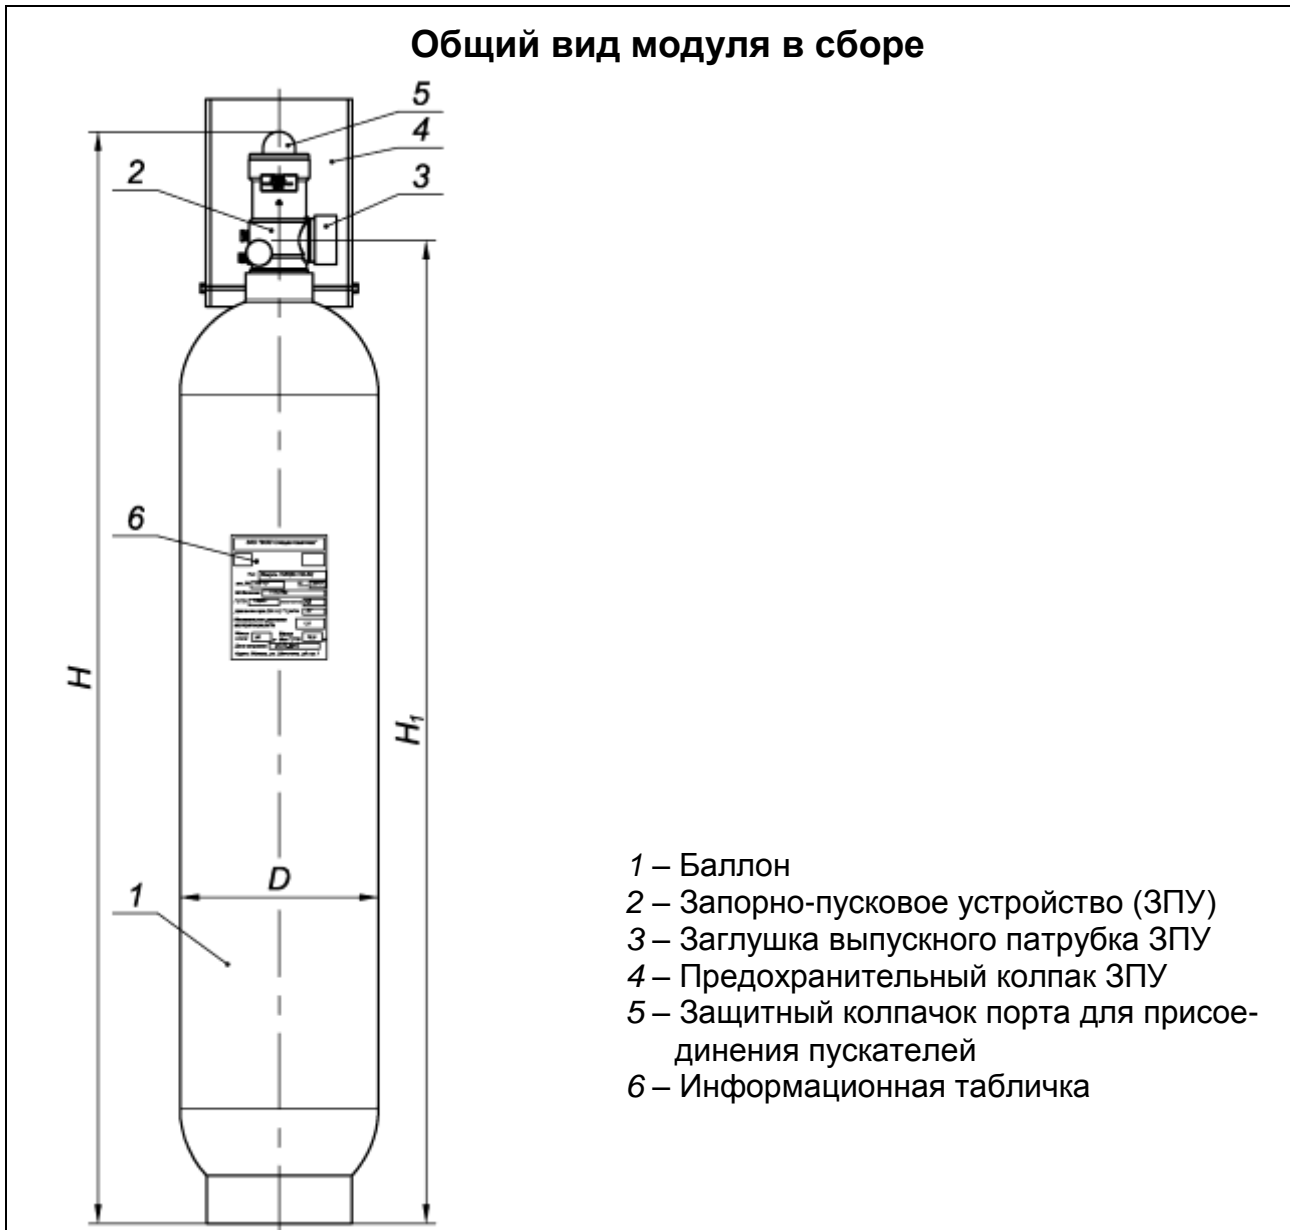 Общий вид модуля в сборе
5
4
2
3
6
H
H₁
D
1
1 – Баллон
2 – Запорно-пусковое устройство (ЗПУ)
3 – Заглушка выпускного патрубка ЗПУ
4 – Предохранительный колпак ЗПУ
5 – Защитный колпачок порта для присое-
динения пускателей
6 – Информационная табличка